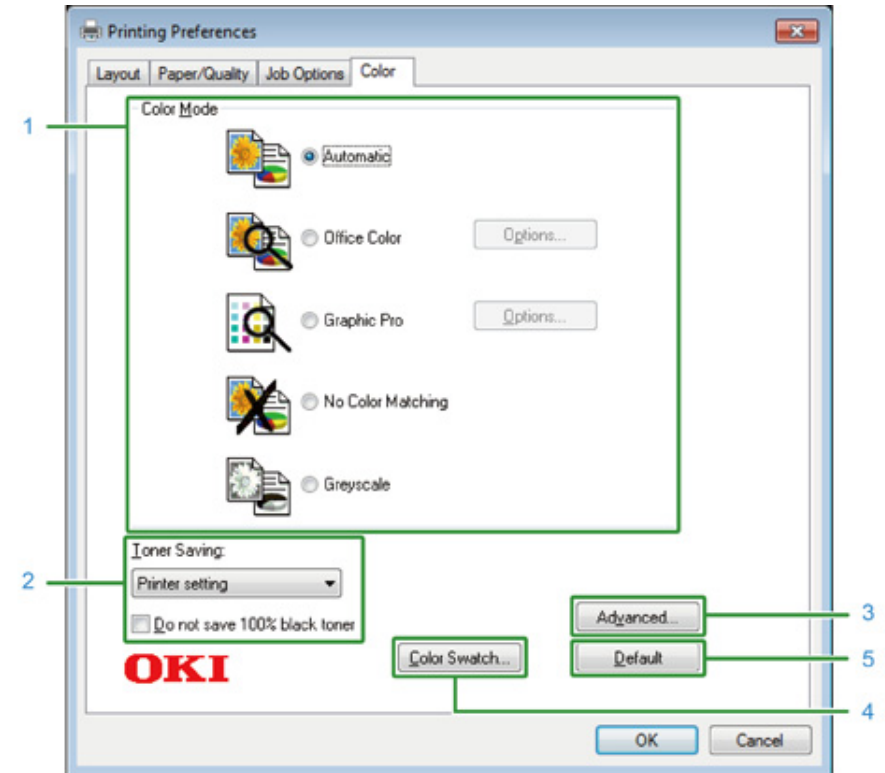 Printing Preferences
Layout Paper/Quality Job Options Color
1
Color Mode
Automatic
Office Color Options...
Graphic Pro Options...
No Color Matching
Greyscale
Toner Saving:
2
Printer setting
Do not save 100% black toner
Advanced...
3
OKI
Color Swatch...
Default
5
4
OK Cancel